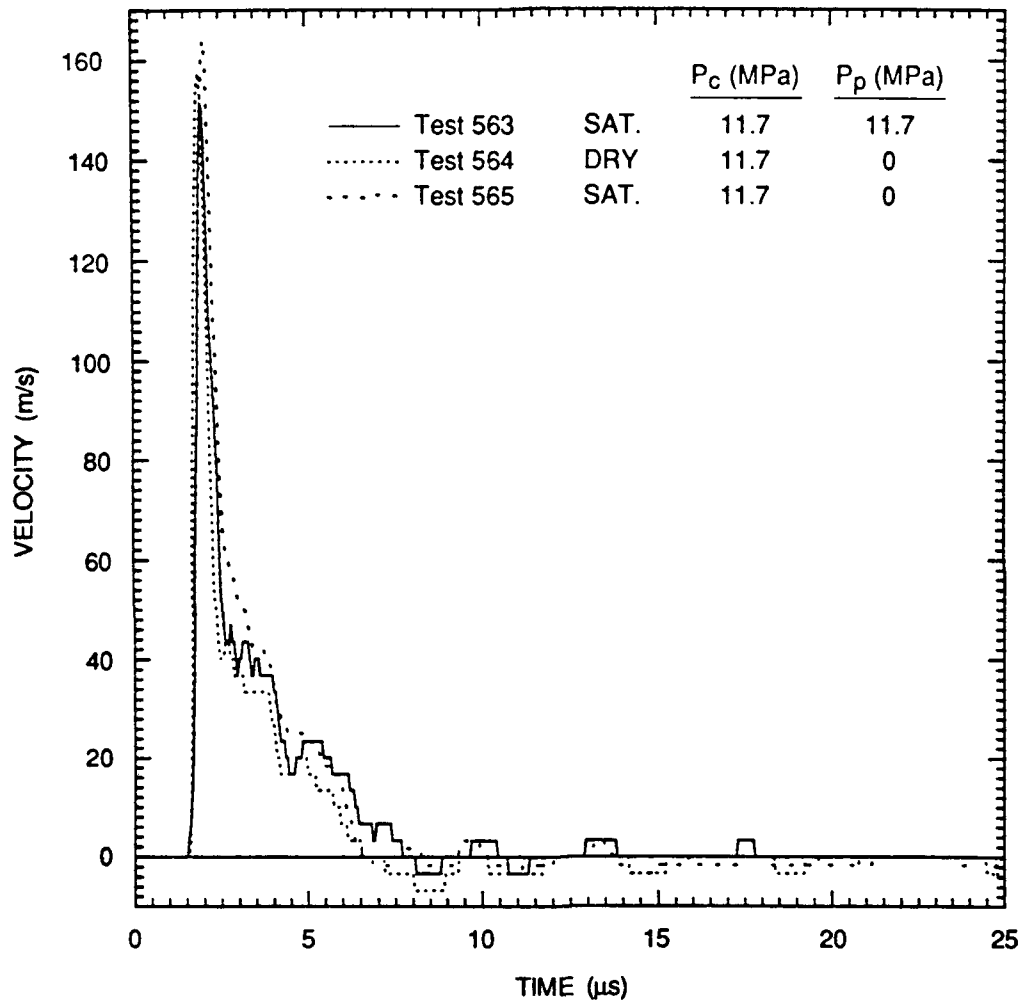 P_c (MPa) P_p (MPa)
Test 563 SAT. 11.7 11.7
Test 564 DRY 11.7 0
Test 565 SAT. 11.7 0
160
140
120
100
80
60
40
20
0
VELOCITY (m/s)
0 5 10 15 20 25
TIME (μs)